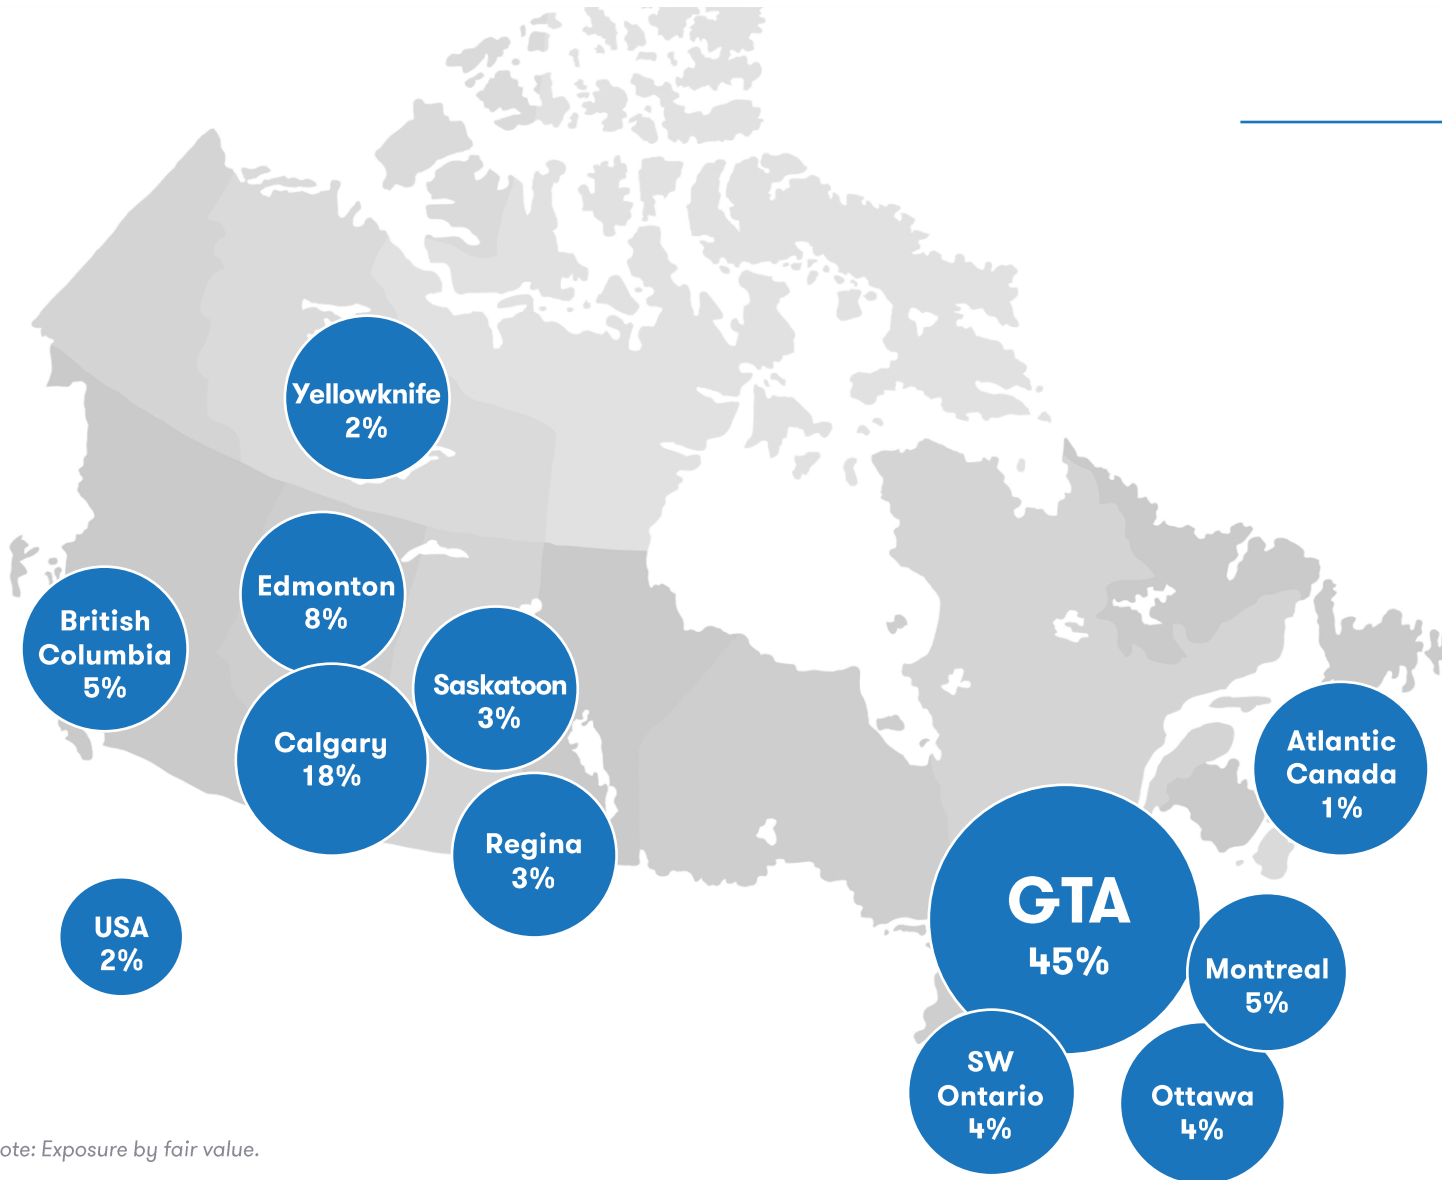 Yellowknife
2%
Edmonton
8%
British
Columbia
5%
Saskatoon
3%
Calgary
18%
Regina
3%
USA
2%
Atlantic
Canada
1%
GTA
45%
Montreal
5%
SW
Ontario
4%
Ottawa
4%
ote: Exposure by fair value.